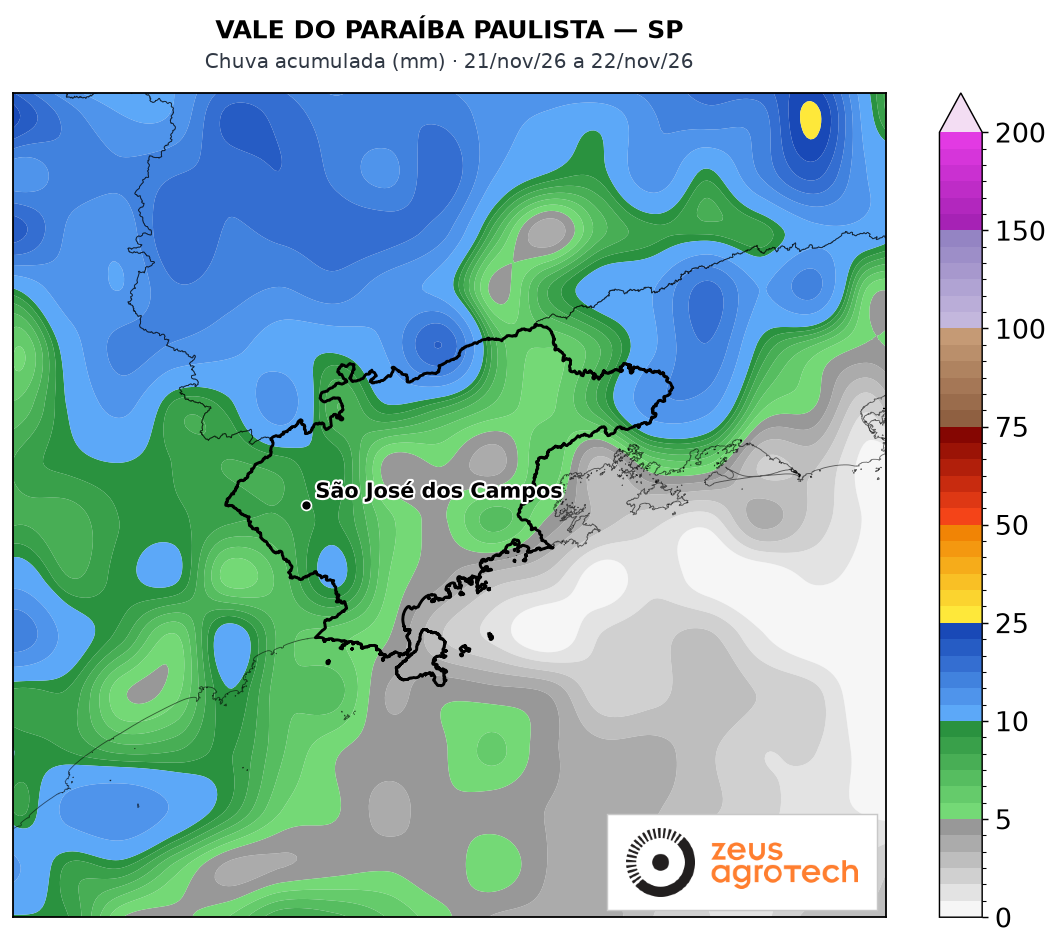 VALE DO PARAÍBA PAULISTA — SP
Chuva acumulada (mm) · 21/nov/26 a 22/nov/26
200
150
100
75
50
25
10
5
0
São José dos Campos
zeus
agrotech